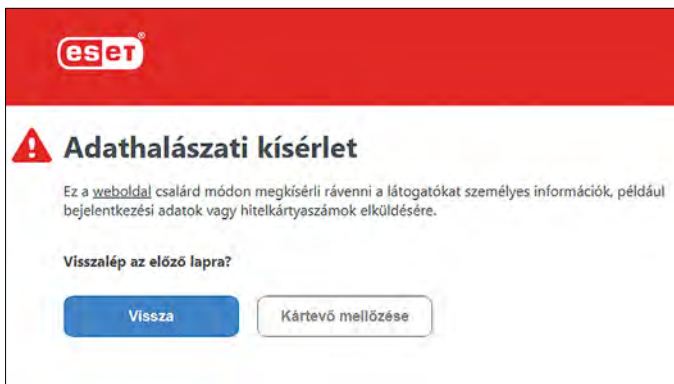 eset®
Adathalászati kísérlet
Ez a weboldal csalárd módon megkísérli rávenni a látogatókat személyes információk, például
bejelentkezési adatok vagy hitelkártyaszámok elküldésére.
Visszalép az előző lapra?
Vissza
Kártevő mellőzése